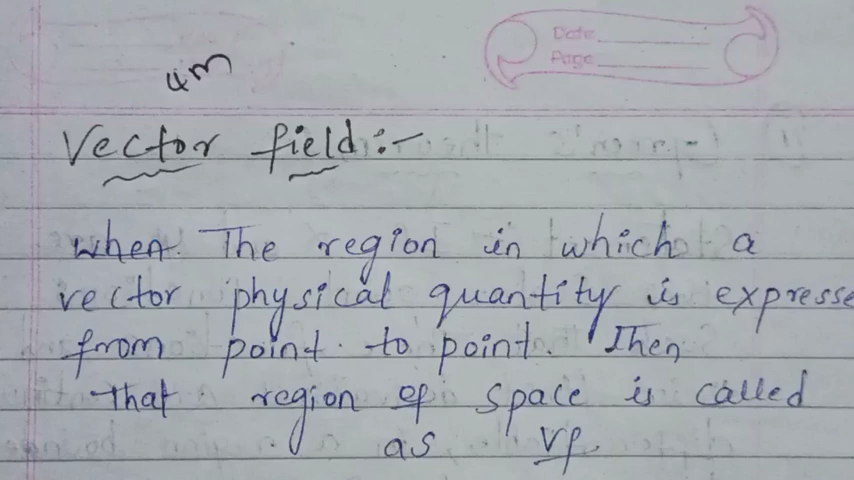 Date
Page
4m
Vector field:-
when The region in which a
vector physical quantity is expresse
from point to point. Then
that region of space is called
as VF